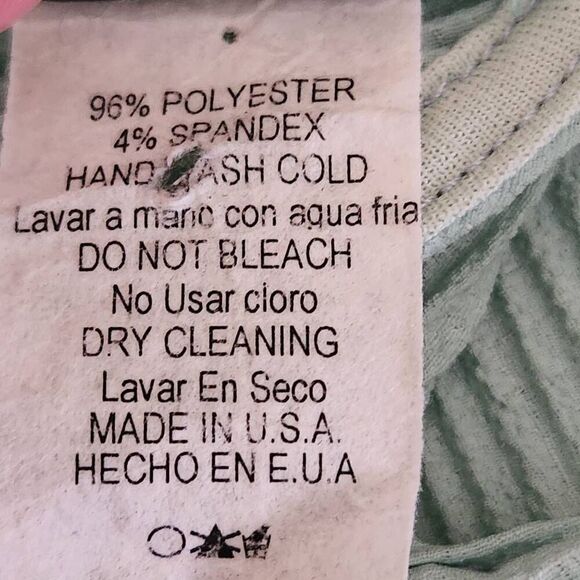 96% POLYESTER
4% SPANDEX
HAND WASH COLD
Lavar a mano con agua fria
DO NOT BLEACH
No Usar cloro
DRY CLEANING
Lavar En Seco
MADE IN U.S.A.
HECHO EN E.U.A